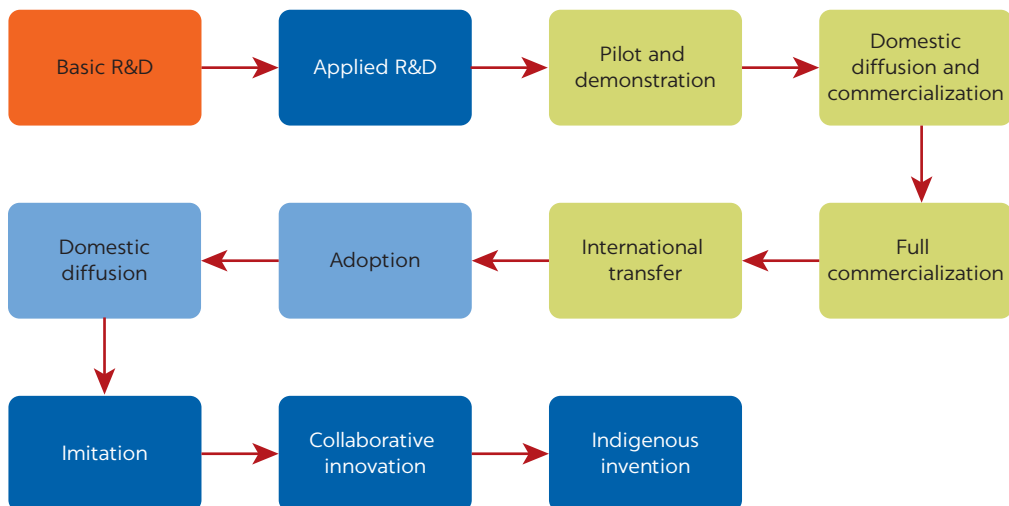 Basic R&D
Applied R&D
Pilot and
demonstration
Domestic
diffusion and
commercialization
Full
commercialization
International
transfer
Adoption
Domestic
diffusion
Imitation
Collaborative
innovation
Indigenous
invention